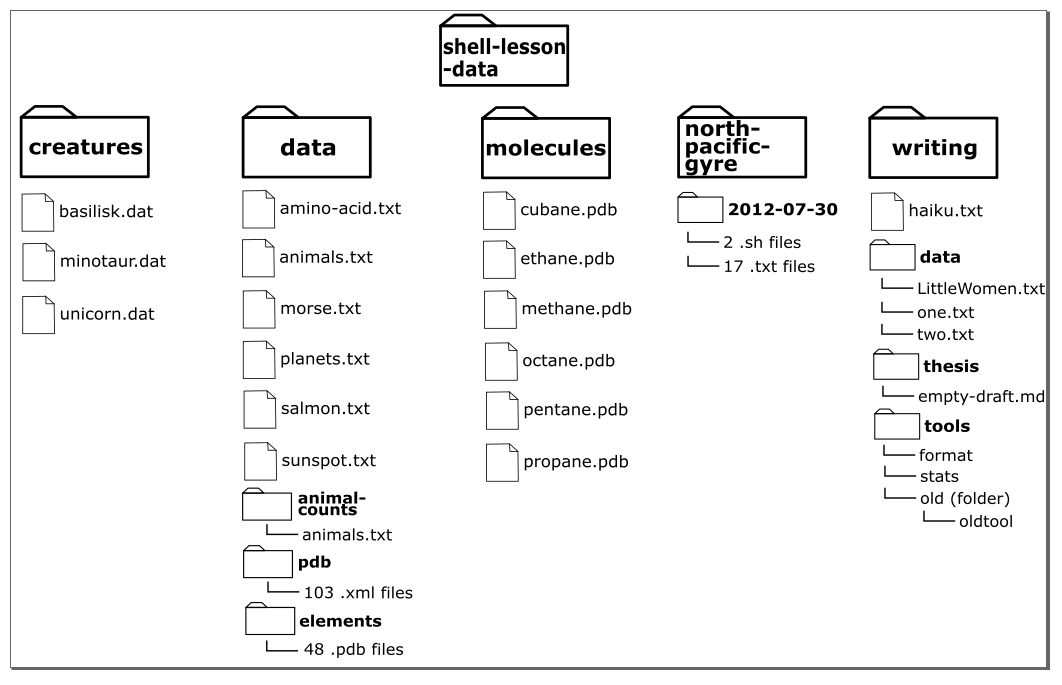 shell-lesson
-data
creatures
basilisk.dat
minotaur.dat
unicorn.dat
data
amino-acid.txt
animals.txt
morse.txt
planets.txt
salmon.txt
sunspot.txt
animal-
counts
animals.txt
pdb
103 .xml files
elements
48 .pdb files
molecules
cubane.pdb
ethane.pdb
methane.pdb
octane.pdb
pentane.pdb
propane.pdb
north-
pacific-
gyre
2012-07-30
2 .sh files
17 .txt files
writing
haiku.txt
data
LittleWomen.txt
one.txt
two.txt
thesis
empty-draft.md
tools
format
stats
old (folder)
oldtool